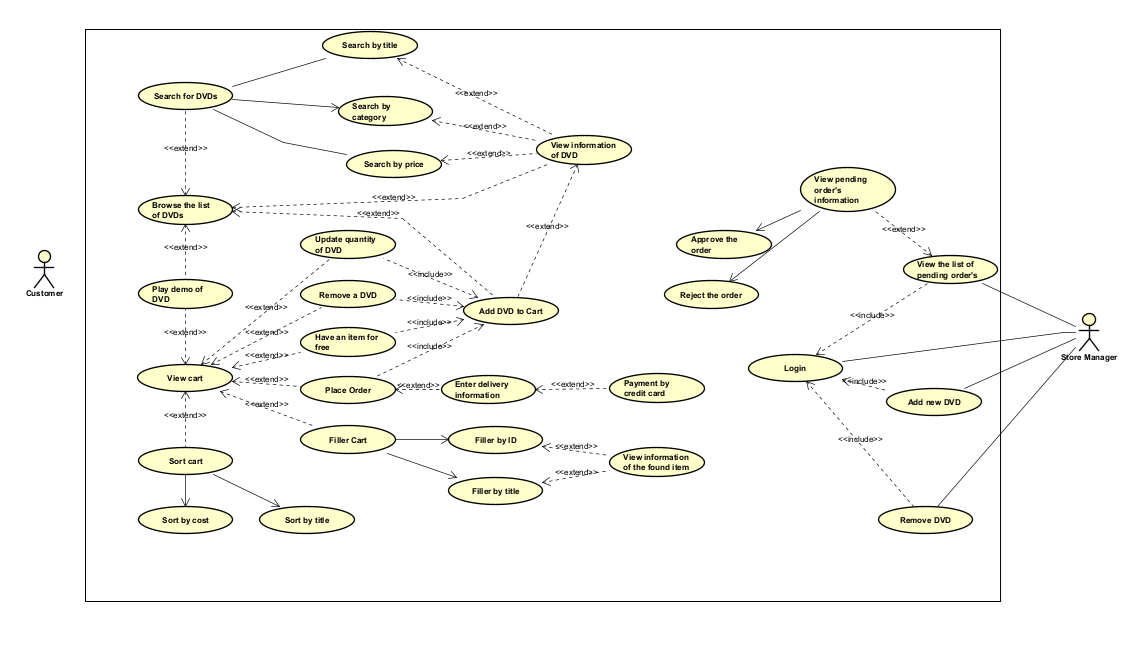 Search by title
<<extend>>
Search for DVDs
Search by
category
<<extend>>
<<extend>>
View information
of DVD
<<extend>>
Search by price
View pending
order's
information
<<extend>>
Browse the list
of DVDs
<<extend>>
<<extend>>
<<extend>>
Update quantity
of DVD
Approve the
order
<<extend>>
<<extend>>
View the list of
pending order's
<<include>>
Customer
Play demo of
DVD
Remove a DVD
<<include>>
Reject the order
<<extend>>
Add DVD to Cart
<<include>>
<<include>>
<<extend>>
<<extend>>
Have an item for
free
<<include>>
<<extend>>
Store Manager
Login
View cart
<<extend>>
Place Order
<<extend>>
Enter delivery
information
<<extend>>
Payment by
credit card
<<include>>
Add new DVD
<<extend>>
<<extend>>
Filler Cart
Filler by ID
<<extend>>
<<include>>
Sort cart
View information
of the found item
<<extend>>
Filler by title
Sort by cost
Sort by title
Remove DVD